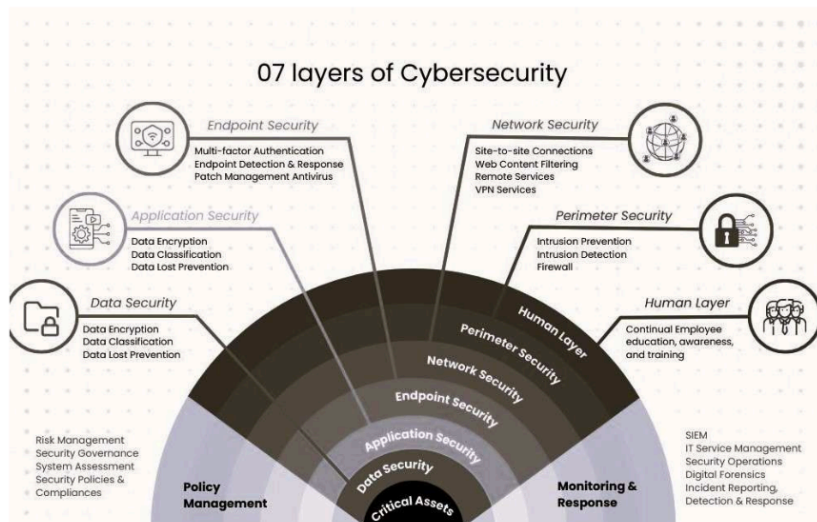 07 layers of Cybersecurity
Endpoint Security
Multi-factor Authentication
Endpoint Detection & Response
Patch Management Antivirus
Network Security
Site-to-site Connections
Web Content Filtering
Remote Services
VPN Services
Application Security
Data Encryption
Data Classification
Data Lost Prevention
Perimeter Security
Intrusion Prevention
Intrusion Detection
Firewall
Data Security
Data Encryption
Data Classification
Data Lost Prevention
Human Layer
Continual Employee
education, awareness,
and training
Human Layer
Perimeter Security
Network Security
Endpoint Security
Application Security
Data Security
Critical Assets
Risk Management
Security Governance
System Assessment
Security Policies &
Compliances
Policy
Management
Monitoring &
Response
SIEM
IT Service Management
Security Operations
Digital Forensics
Incident Reporting,
Detection & Response